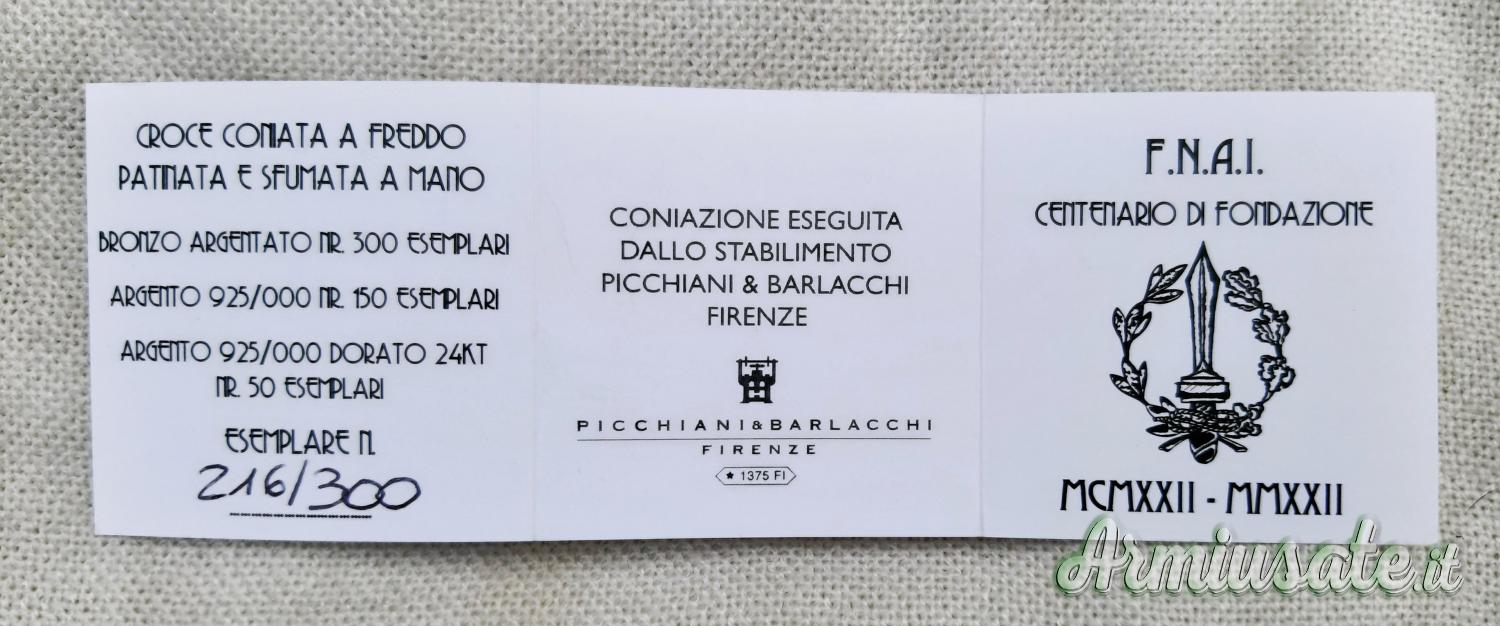 CROCE CONIATA A FREDDO
PATINATA E SFUMATA A MANO
BRONZO ARGENTATO NR. 300 ESEMPLARI
ARGENTO 925/000 NR. 150 ESEMPLARI
ARGENTO 925/000 DORATO 24KT
NR. 50 ESEMPLARI
ESEMPLARE N.
216/300
CONIAZIONE ESEGUITA
DALLO STABILIMENTO
PICCHIANI & BARLACCHI
FIRENZE
PICCHIANI&BARLACCHI
FIRENZE
★ 1375 FI
F.N.A.I.
CENTENARIO DI FONDAZIONE
MCMXXII - MMXXII
Armiusate.it